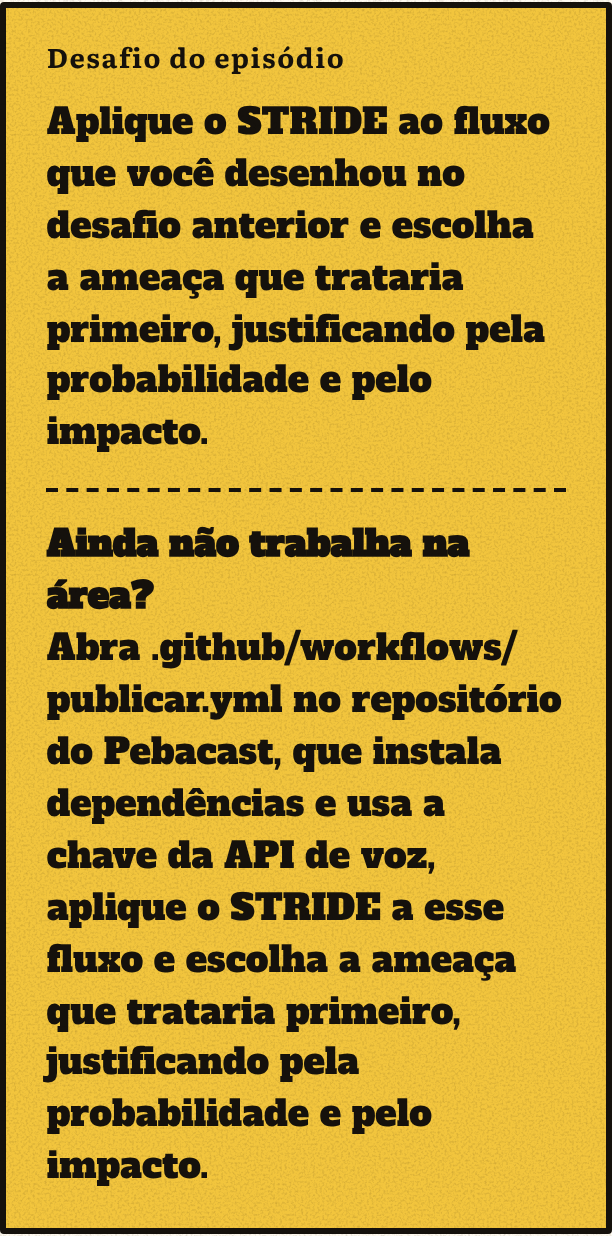 Desafio do episódio
Aplique o STRIDE ao fluxo
que você desenhou no
desafio anterior e escolha
a ameaça que trataria
primeiro, justificando pela
probabilidade e pelo
impacto.
Ainda não trabalha na
área?
Abra .github/workflows/
publicar.yml no repositório
do Pebacast, que instala
dependências e usa a
chave da API de voz,
aplique o STRIDE a esse
fluxo e escolha a ameaça
que trataria primeiro,
justificando pela
probabilidade e pelo
impacto.